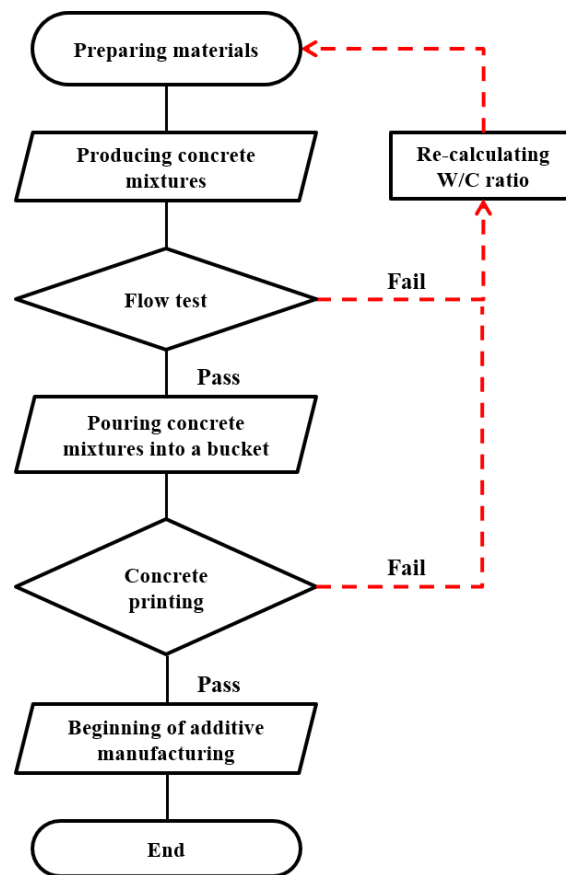 Preparing materials
Producing concrete
mixtures
Re-calculating
W/C ratio
Flow test
Fail
Pass
Pouring concrete
mixtures into a bucket
Concrete
printing
Fail
Pass
Beginning of additive
manufacturing
End